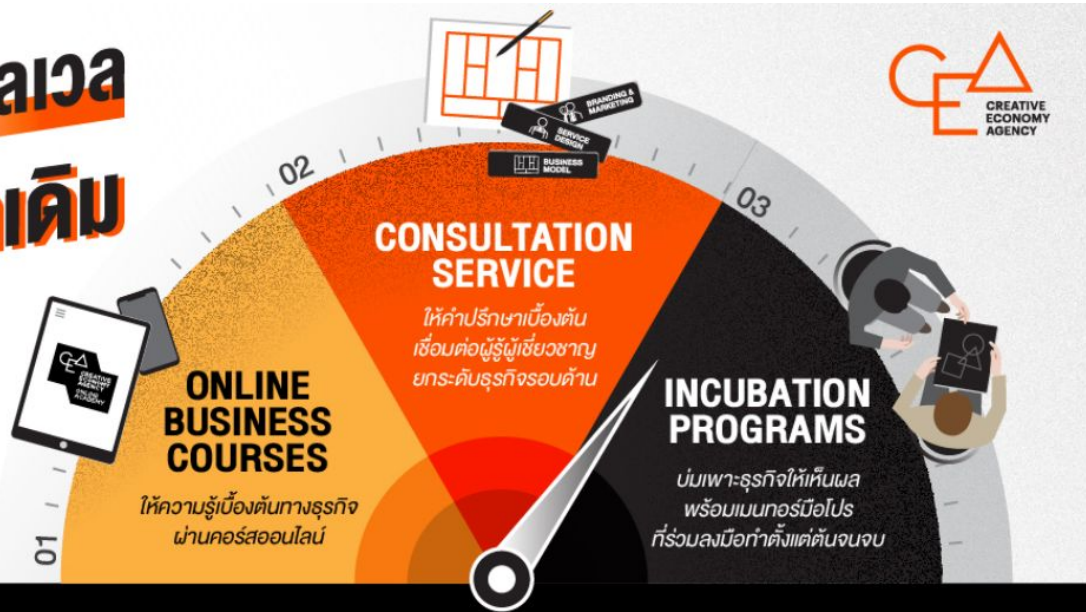 ลเวล
เดิม
CEA
CREATIVE
ECONOMY
AGENCY
BRANDING &
MARKETING
SERVICE
DESIGN
BUSINESS
MODEL
01
02
03
CEA
CREATIVE
ECONOMY
AGENCY
ONLINE
ACADEMY
ONLINE
BUSINESS
COURSES
ให้ความรู้เบื้องต้นทางธุรกิจ
ผ่านคอร์สออนไลน์
CONSULTATION
SERVICE
ให้คำปรึกษาเบื้องต้น
เชื่อมต่อผู้รู้ผู้เชี่ยวชาญ
ยกระดับธุรกิจรอบด้าน
INCUBATION
PROGRAMS
บ่มเพาะธุรกิจให้เห็นผล
พร้อมเมนทอร์มือโปร
ที่ร่วมลงมือทำตั้งแต่ต้นจนจบ